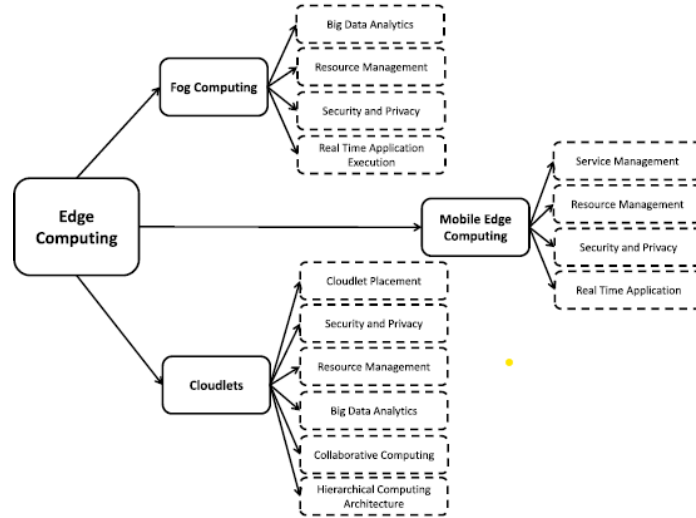 Big Data Analytics
Resource Management
Fog Computing
Security and Privacy
Real Time Application
Execution
Edge
Computing
Mobile Edge
Computing
Service Management
Resource Management
Security and Privacy
Real Time Application
Cloudlet Placement
Security and Privacy
Resource Management
Cloudlets
Big Data Analytics
Collaborative Computing
Hierarchical Computing
Architecture